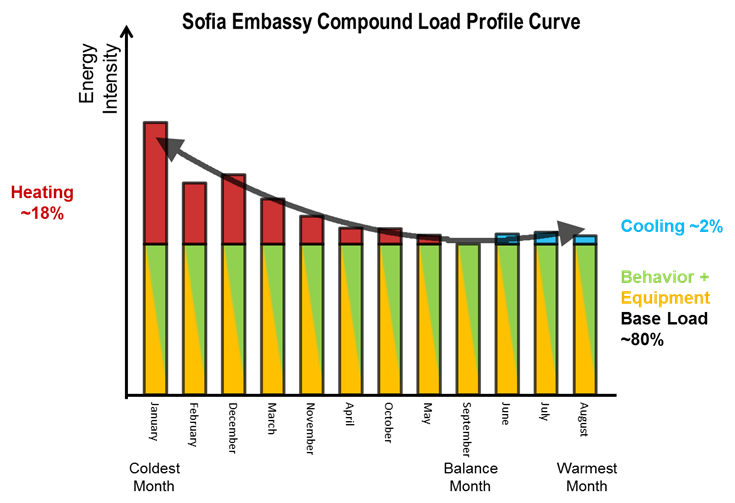 Sofia Embassy Compound Load Profile Curve
Energy
Intensity
Heating
~18%
Cooling ~2%
Behavior +
Equipment
Base Load
~80%
January
February
December
March
November
April
October
May
September
June
July
August
Coldest
Month
Balance
Month
Warmest
Month